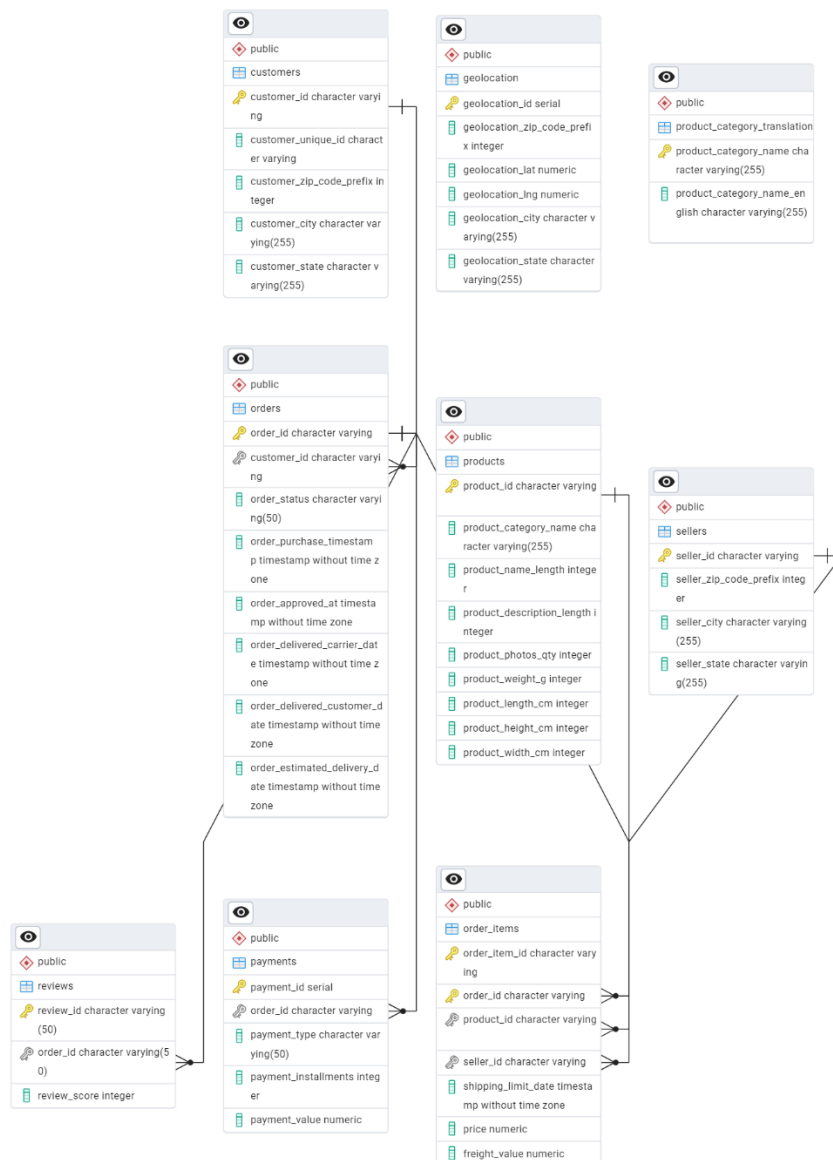 public
customers
customer_id character varyi
ng
customer_unique_id charact
er varying
customer_zip_code_prefix in
teger
customer_city character var
ying(255)
customer_state character v
arying(255)
public
geolocation
geolocation_id serial
geolocation_zip_code_prefi
x integer
geolocation_lat numeric
geolocation_lng numeric
geolocation_city character v
arying(255)
geolocation_state character
varying(255)
public
product_category_translation
product_category_name cha
racter varying(255)
product_category_name_en
glish character varying(255)
public
orders
order_id character varying
customer_id character varyi
ng
order_status character varyi
ng(50)
order_purchase_timestam
p timestamp without time z
one
order_approved_at timesta
mp without time zone
order_delivered_carrier_dat
e timestamp without time z
one
order_delivered_customer_d
ate timestamp without time
zone
order_estimated_delivery_d
ate timestamp without time
zone
public
products
product_id character varying
product_category_name cha
racter varying(255)
product_name_length intege
r
product_description_length i
nteger
product_photos_qty integer
product_weight_g integer
product_length_cm integer
product_height_cm integer
product_width_cm integer
public
sellers
seller_id character varying
seller_zip_code_prefix integ
er
seller_city character varying
(255)
seller_state character varyin
g(255)
public
reviews
review_id character varying
(50)
order_id character varying(5
0)
review_score integer
public
payments
payment_id serial
order_id character varying
payment_type character var
ying(50)
payment_installments integ
er
payment_value numeric
public
order_items
order_item_id character vary
ing
order_id character varying
product_id character varying
seller_id character varying
shipping_limit_date timesta
mp without time zone
price numeric
freight_value numeric